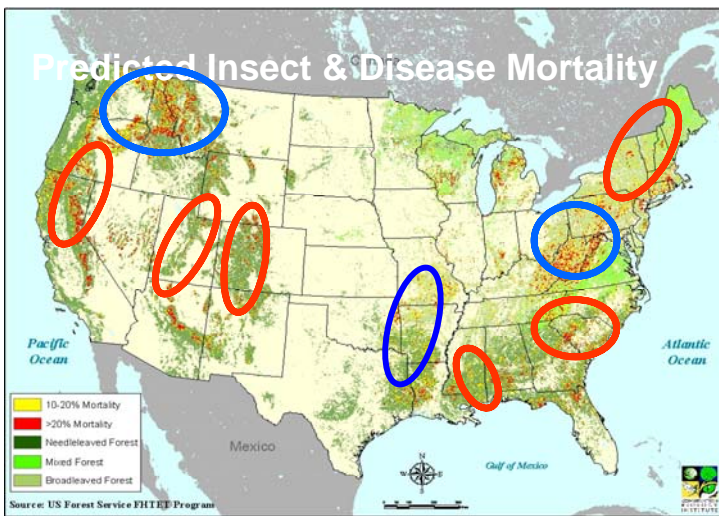 Predicted Insect & Disease Mortality
Pacific
Ocean
Atlantic
Ocean
10-20% Mortality
>20% Mortality
Needleleaved Forest
Mixed Forest
Broadleaved Forest
Mexico
N
W
E
S
Gulf of Mexico
Source: US Forest Service FHTET Program
INSTITUTE